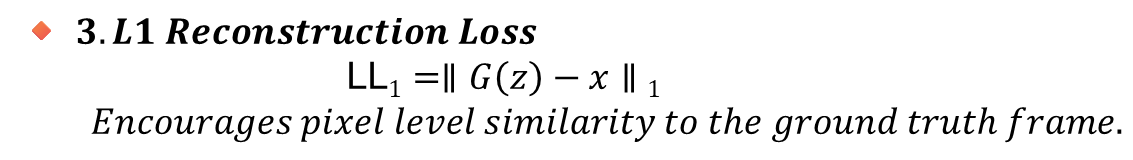 3. L1 Reconstruction Loss
LL₁ =∥ G(z) − x ∥ ₁
Encourages pixel level similarity to the ground truth frame.